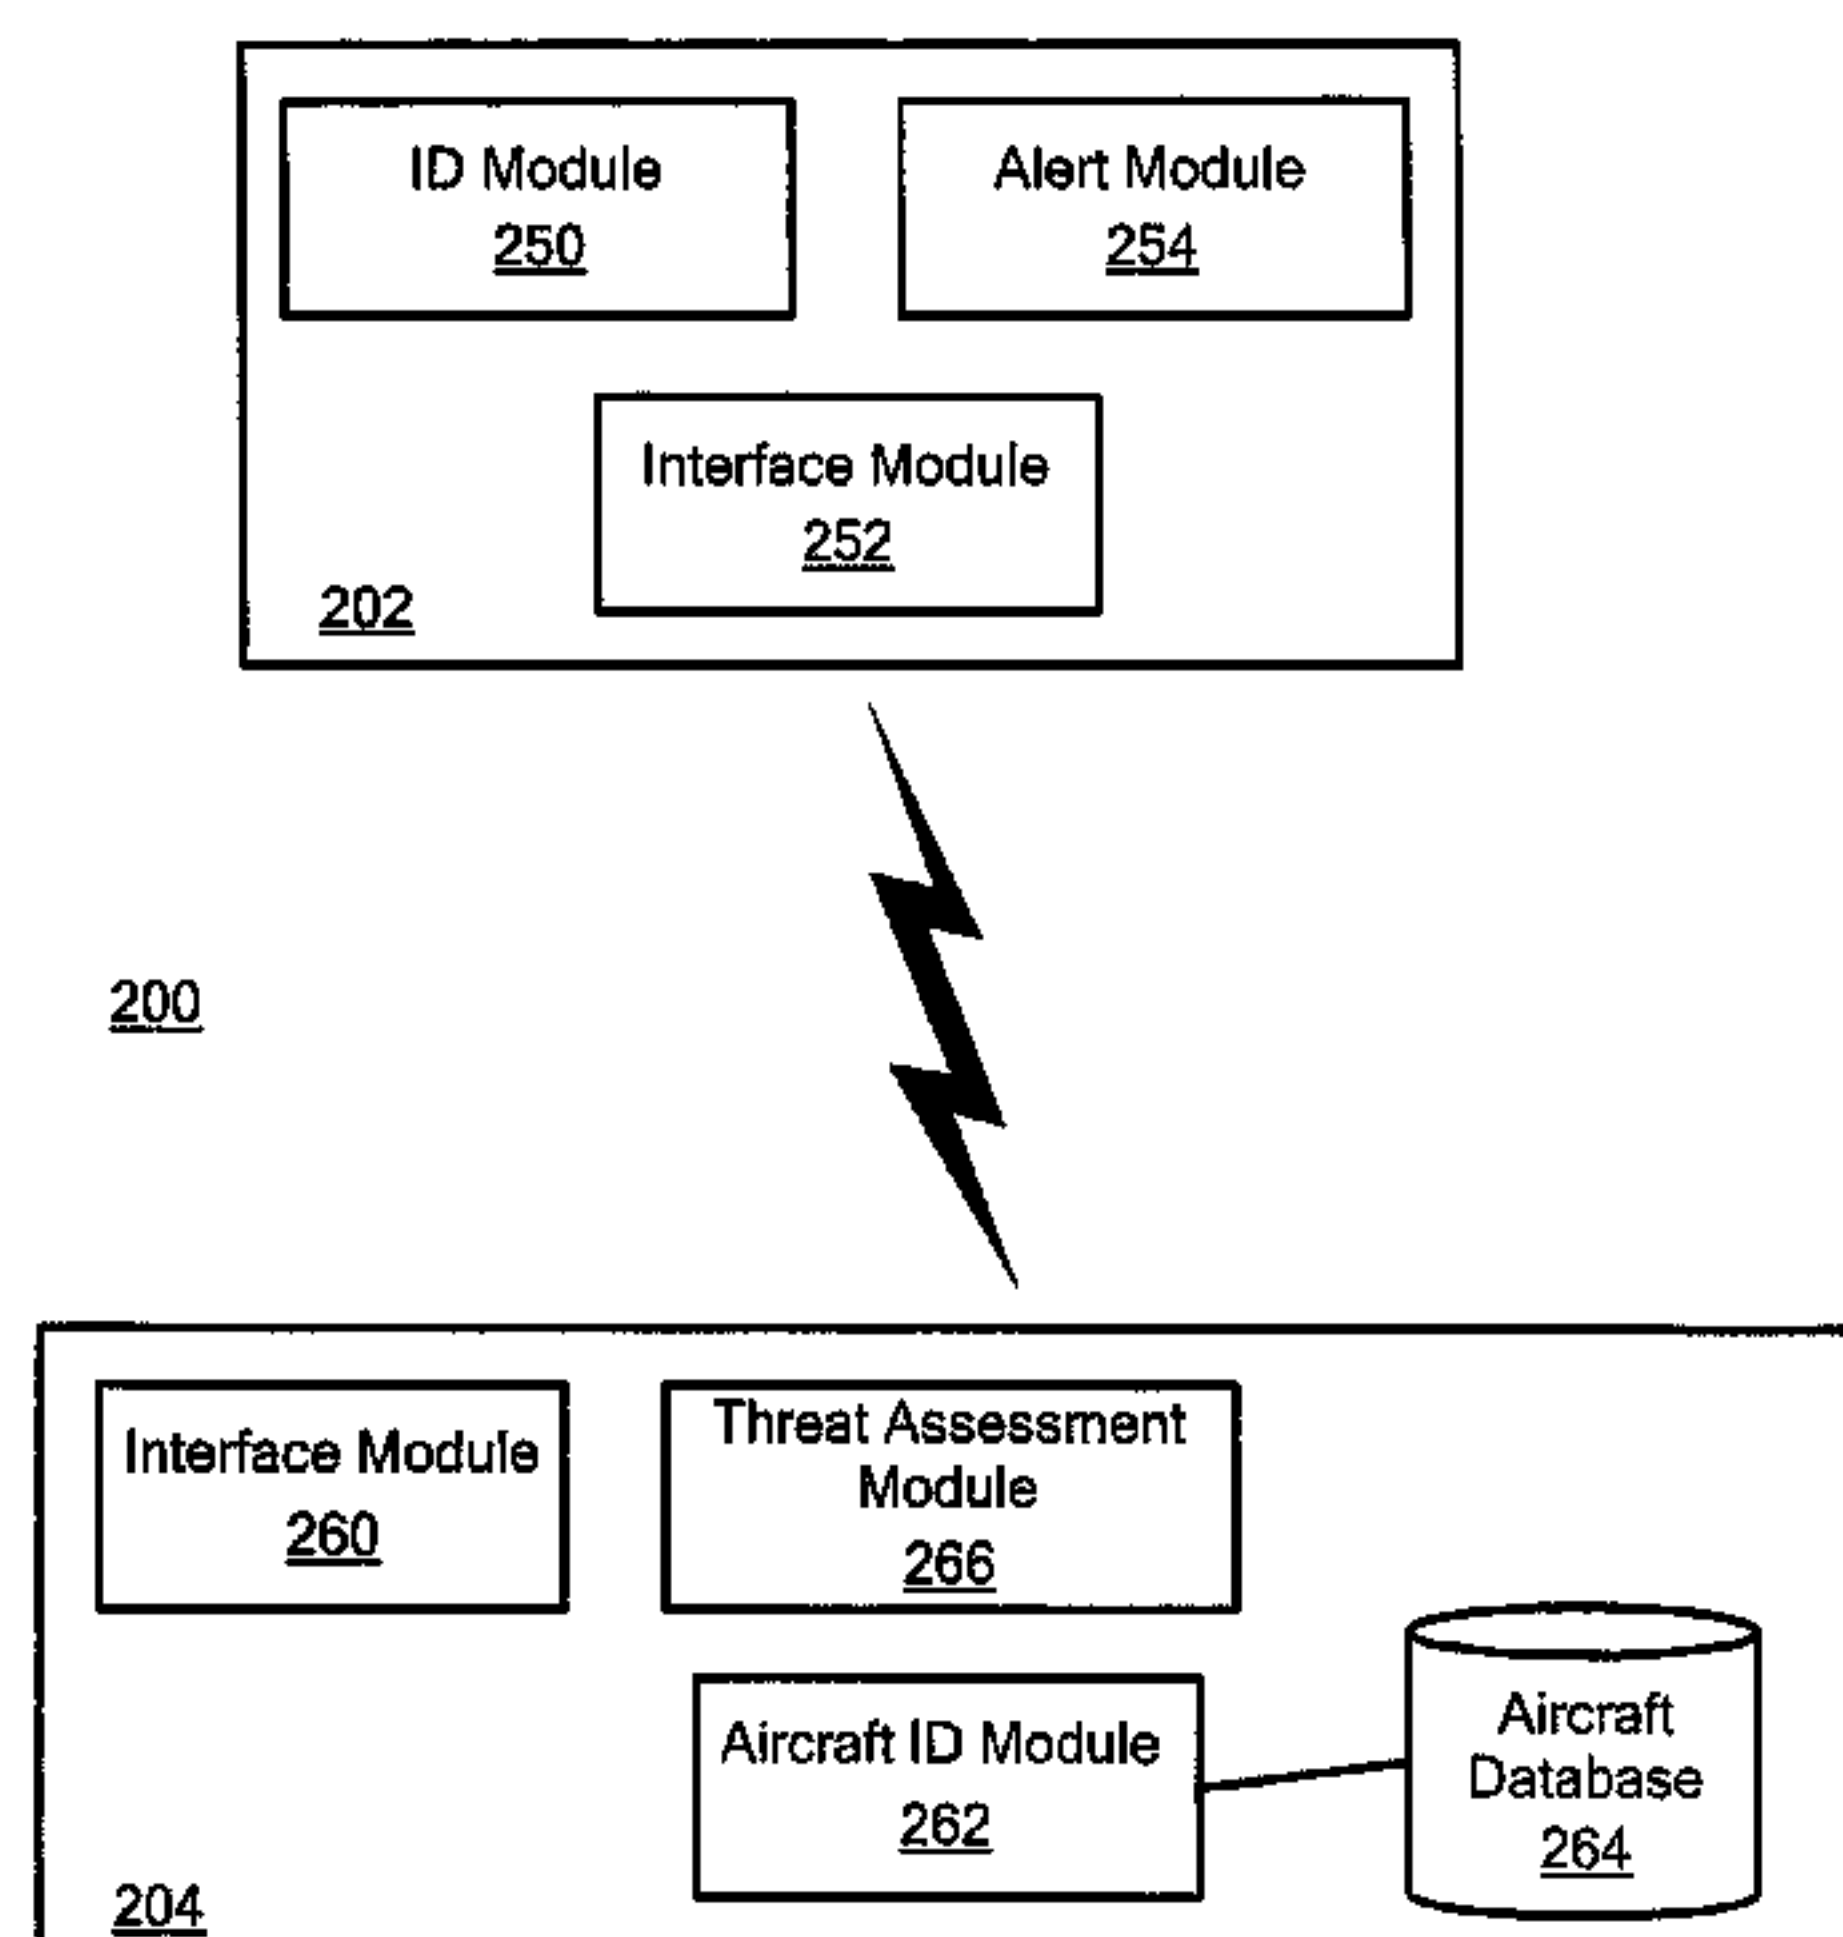 ID Module
250
Alert Module
254
Interface Module
252
202
200
Interface Module
260
Threat Assessment
Module
266
Aircraft ID Module
262
Aircraft
Database
264
204